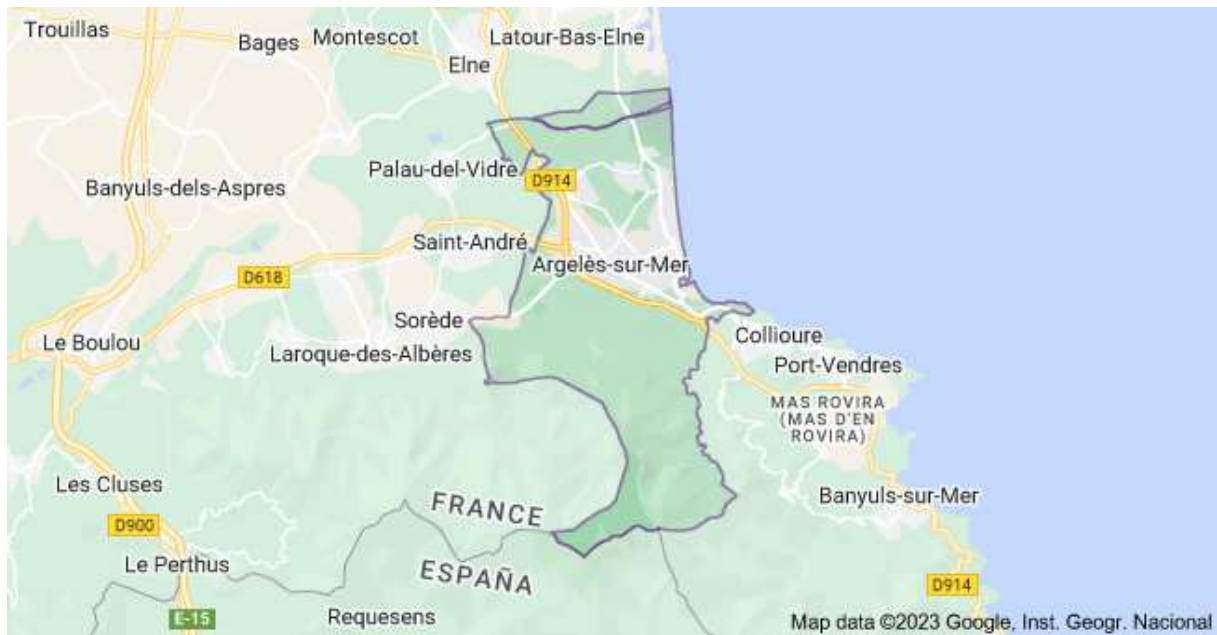 Trouillas
Bages
Montescot
Latour-Bas-Elne
Elne
Palau-del-Vidre
D914
Banyuls-dels-Aspres
Saint-André
Argelès-sur-Mer
D618
Sorède
Collioure
Le Boulou
Laroque-des-Albères
Port-Vendres
MAS ROVIRA
(MAS D'EN
ROVIRA)
Les Cluses
Banyuls-sur-Mer
FRANCE
D900
Le Perthus
ESPAÑA
D914
E-15
Requesens
Map data ©2023 Google, Inst. Geogr. Nacional